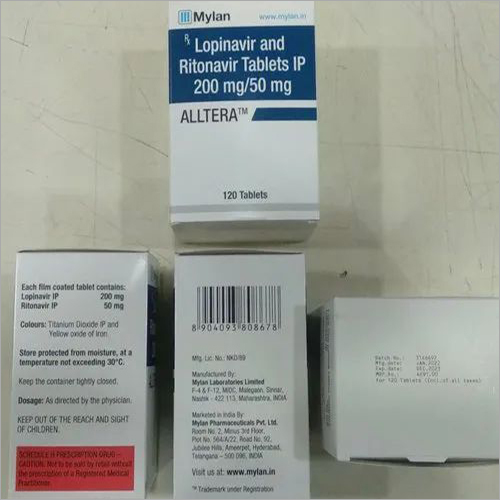 Mylan
www.mylan.in
Rx Lopinavir and
Ritonavir Tablets IP
200 mg/50 mg
ALLTERA™
120 Tablets
Each film coated tablet contains:
Lopinavir IP 200 mg
Ritonavir IP 50 mg
Colours: Titanium Dioxide IP and
Yellow oxide of Iron.
Store protected from moisture, at a
temperature not exceeding 30°C.
Keep the container tightly closed.
Dosage: As directed by the physician.
KEEP OUT OF THE REACH AND SIGHT
OF CHILDREN.
SCHEDULE H PRESCRIPTION DRUG –
CAUTION: Not to be sold by retail without
the prescription of a Registered Medical
Practitioner.
8 904093 808678
Mfg. Lic. No.: NKD/89
Manufactured By:
Mylan Laboratories Limited
F-4 & F-12, MIDC, Malegaon, Sinnar,
Nashik - 422 113, Maharashtra, INDIA
Marketed in India By
Mylan Pharmaceuticals Pvt. Ltd.
Room No. 2, Minus 3rd Floor,
Plot No. 564/A/22, Road No. 92,
Jubilee Hills, Ameerpet, Hyderabad,
Telangana - 500 096, INDIA
Visit us at: www.mylan.in
™ Trademark under Registration
Batch No.:
Mfg.date: JAN.2022
Exp.date: DEC.2023
MRP.Rs.: 4691.00
for 120 Tablets (Incl.of all taxes)